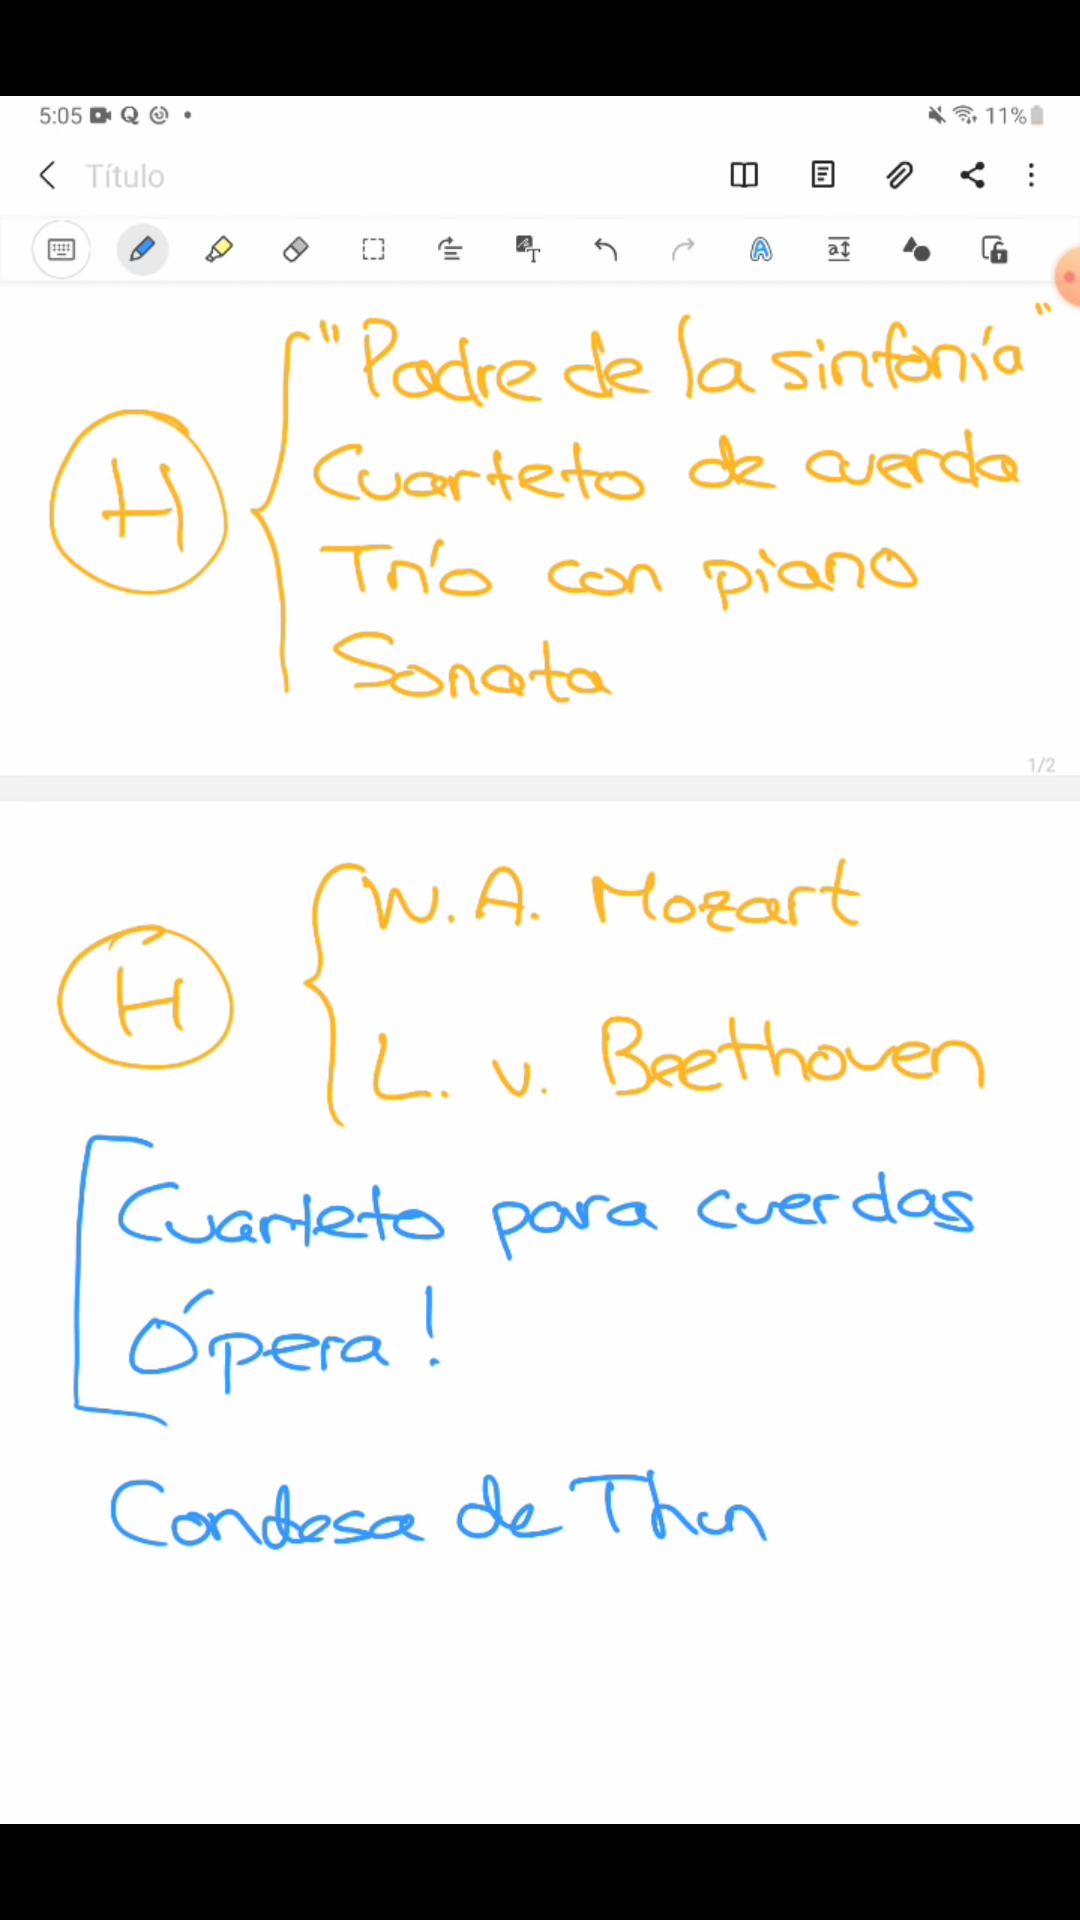 5:05
11%
Título
"Padre de la sinfonía"
H
Cuarteto de cuerda
Trío con piano
Sonata
1/2
W. A. Mozart
H
L. v. Beethoven
Cuarteto para cuerdas
Ópera!
Condesa de Thun